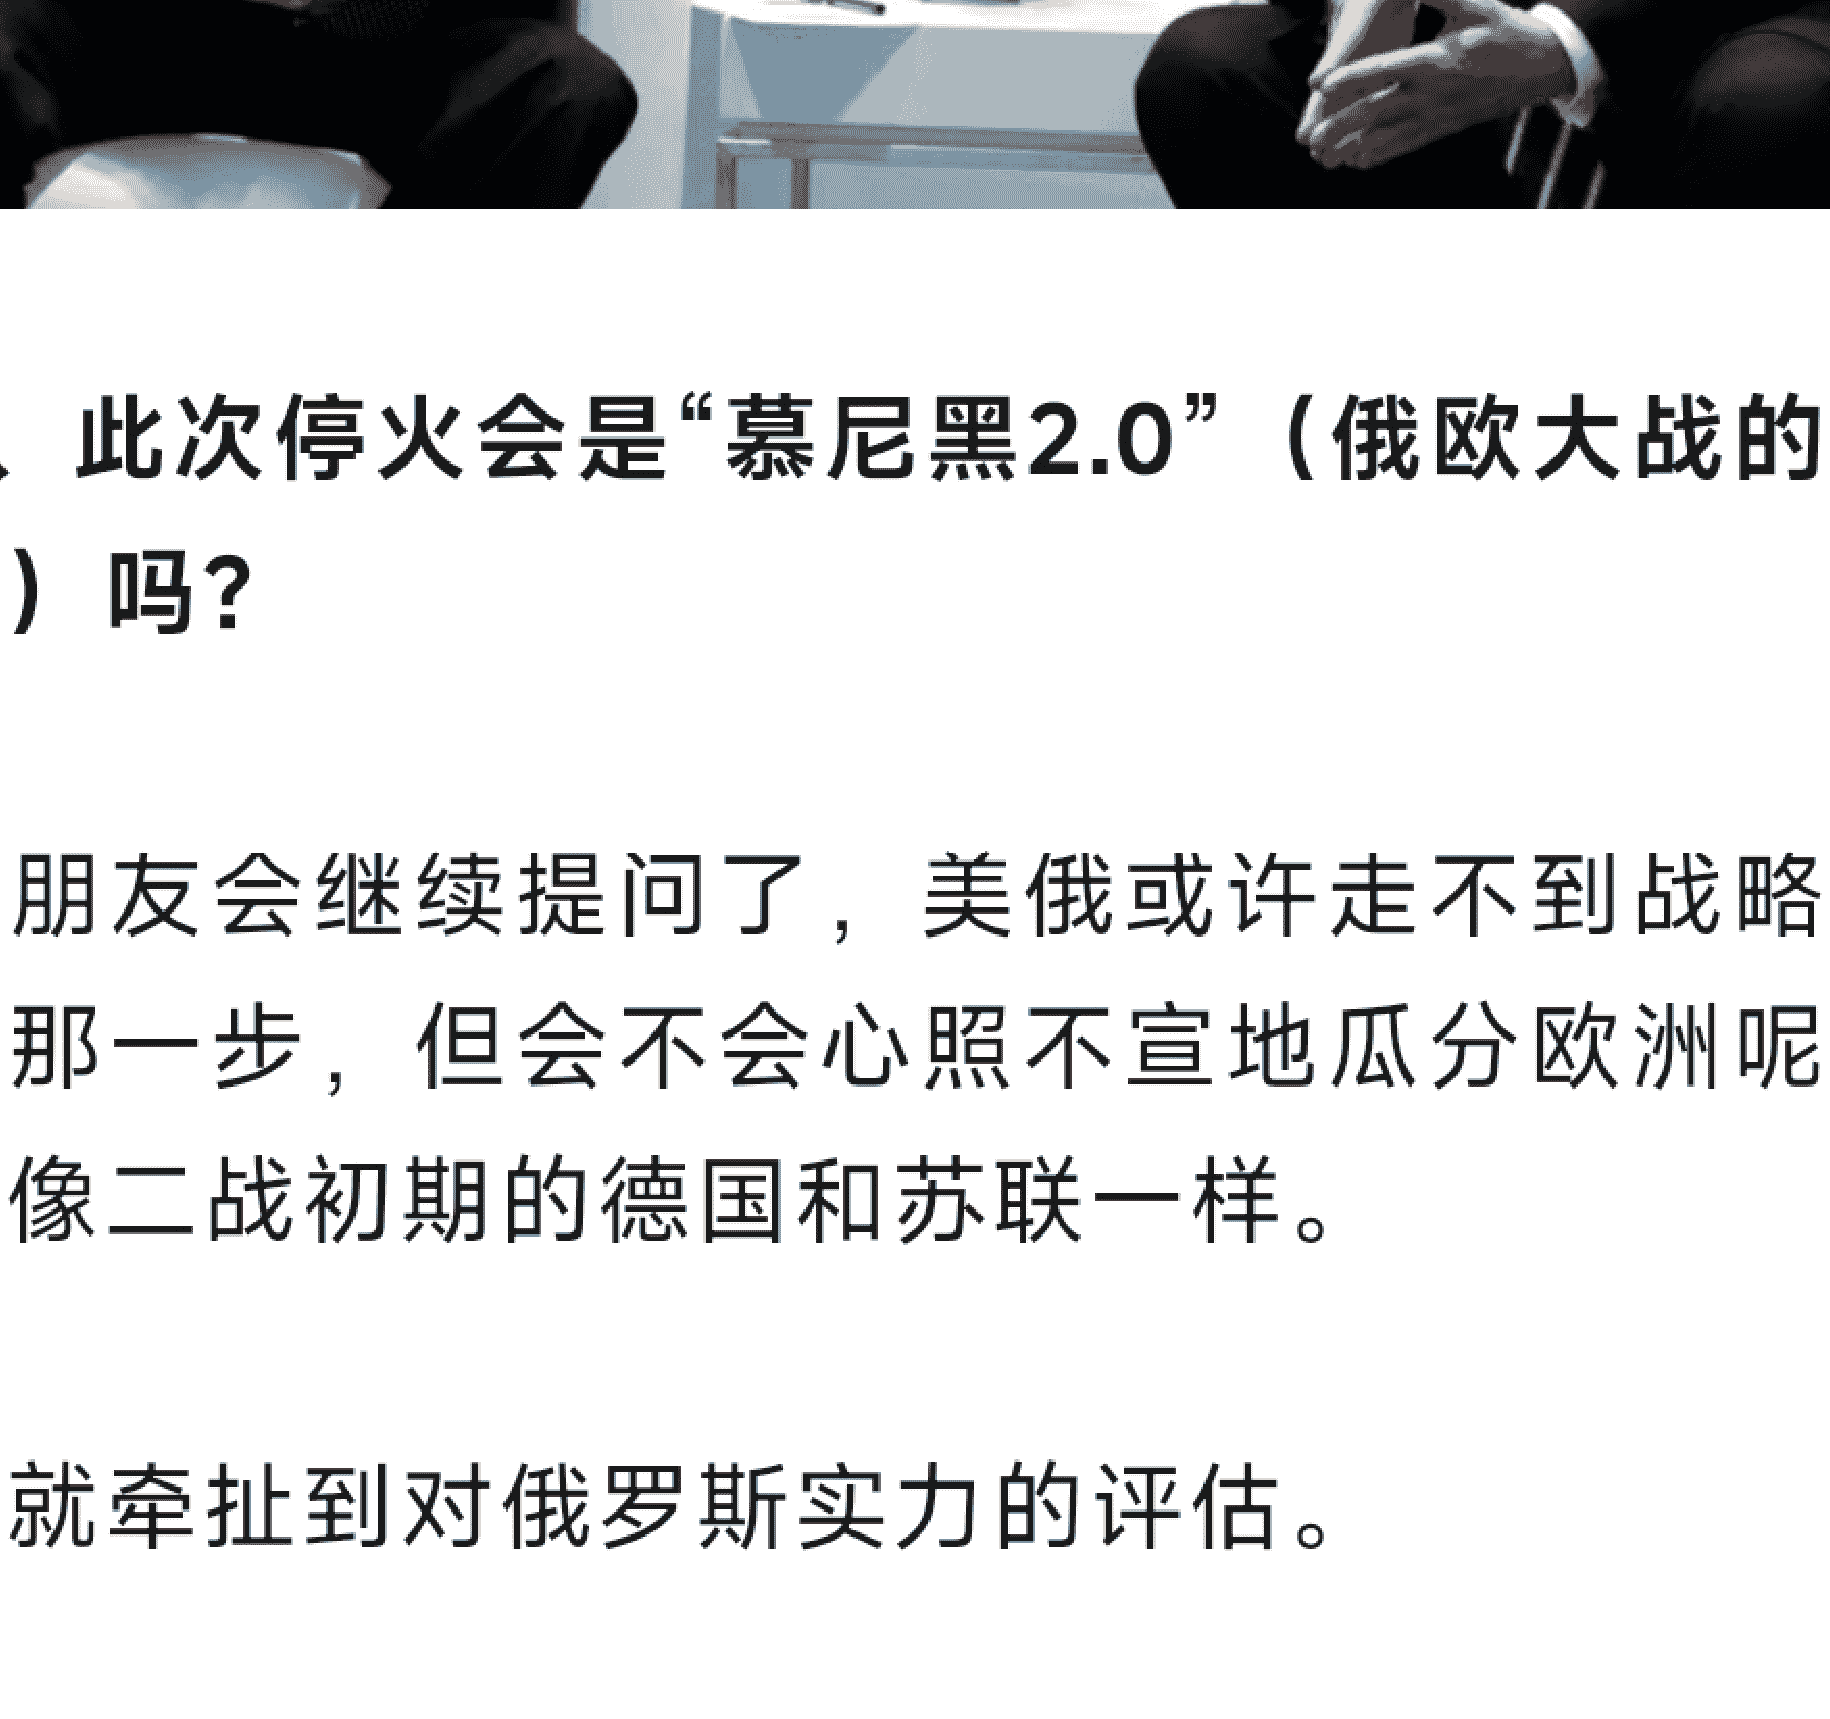 、此次停火会是“慕尼黑2.0”（俄欧大战的
）吗？
朋友会继续提问了，美俄或许走不到战略
那一步，但会不会心照不宣地瓜分欧洲呢
像二战初期的德国和苏联一样。
就牵扯到对俄罗斯实力的评估。